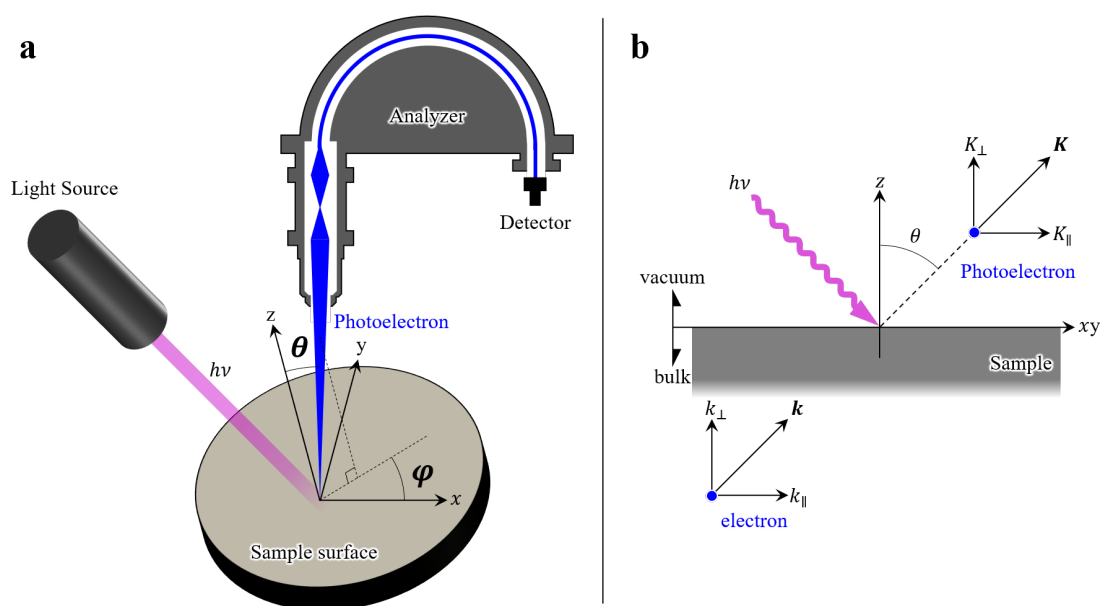 a
Analyzer
Light Source
Detector
Photoelectron
z
θ
y
hν
φ
x
Sample surface
b
K⊥
K
hν
z
K∥
θ
Photoelectron
vacuum
xy
bulk
Sample
k⊥
k
k∥
electron